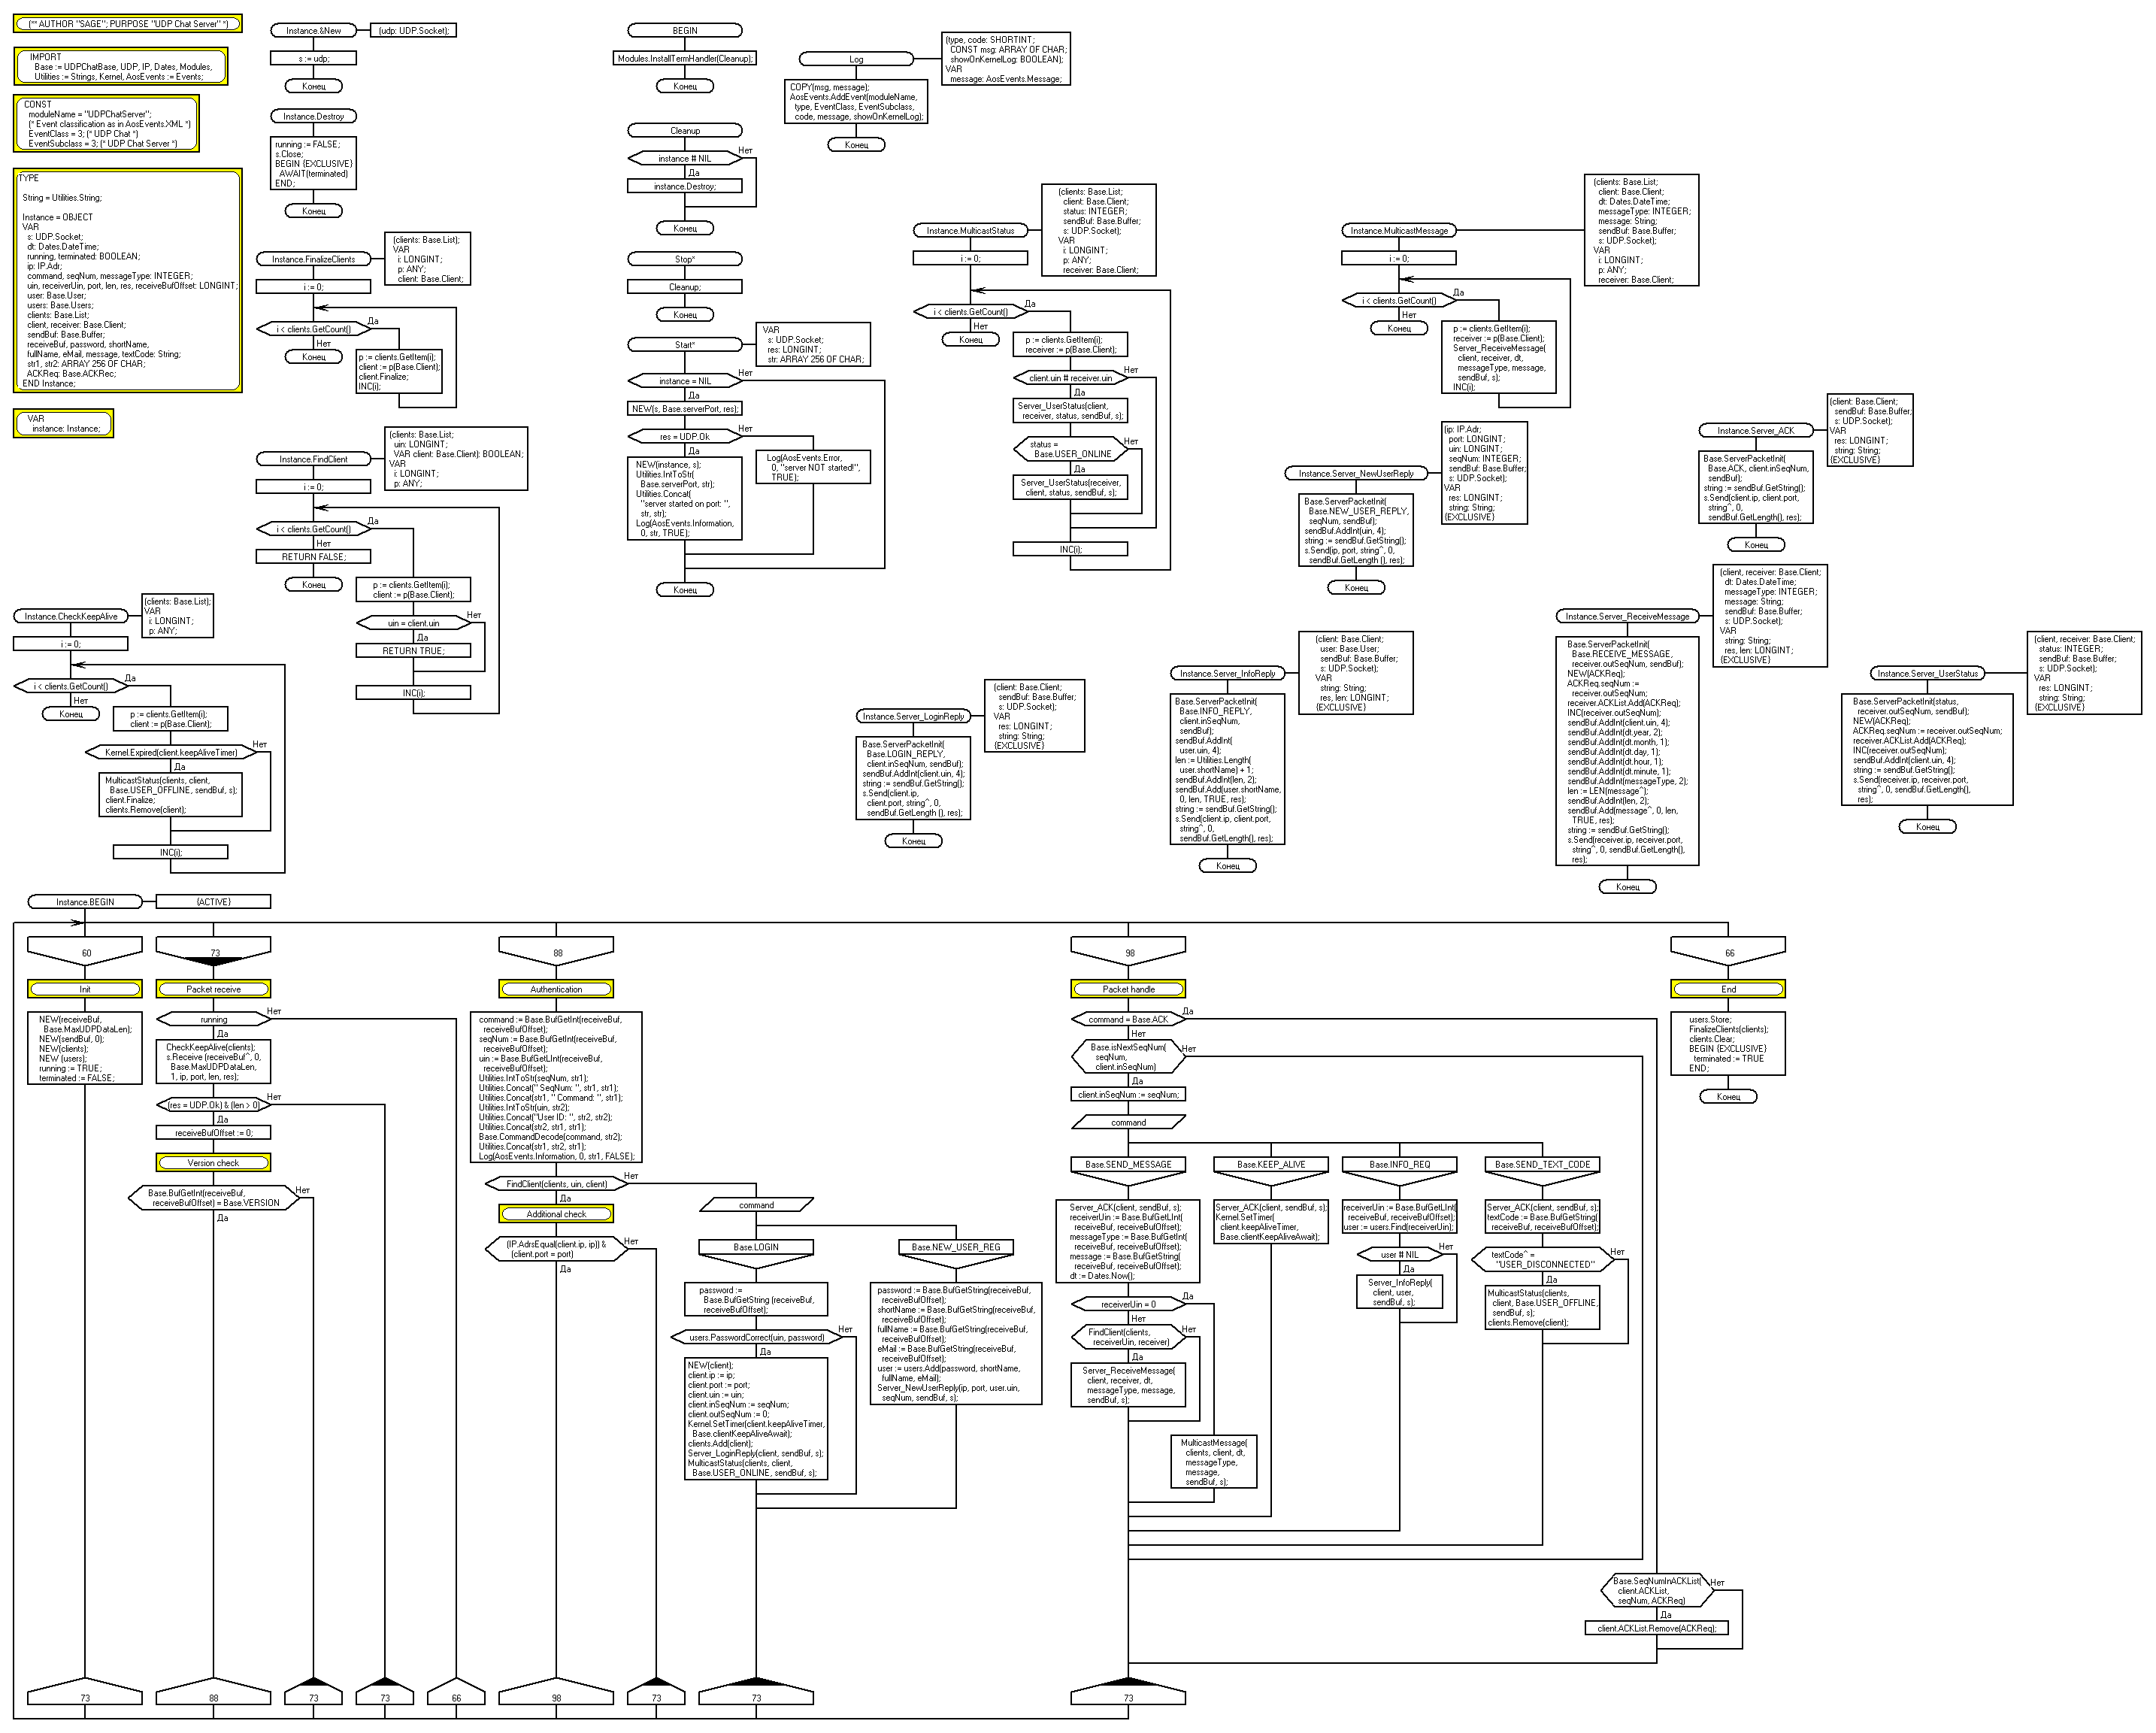 (** AUTHOR "SAGE"; PURPOSE "UDP Chat Server" *)
IMPORT
Base := UDPChatBase, UDP, IP, Dates, Modules,
Utilities := Strings, Kernel, AosEvents := Events;
CONST
moduleName = "UDPChatServer";
(* Event classification as in AosEvents.XML *)
EventClass = 3; (* UDP Chat *)
EventSubclass = 3; (* UDP Chat Server *)
TYPE
String = Utilities.String;
Instance = OBJECT
VAR
s: UDP.Socket;
dt: Dates.DateTime;
running, terminated: BOOLEAN;
ip: IP.Adr;
command, seqNum, messageType: INTEGER;
uin, receiverUin, port, len, res, receiveBufOffset: LONGINT;
user: Base.User;
users: Base.Users;
clients: Base.List;
client, receiver: Base.Client;
sendBuf: Base.Buffer;
receiveBuf, password, shortName,
fullName, eMail, message, textCode: String;
str1, str2: ARRAY 256 OF CHAR;
ACKReq: Base.ACKRec;
END Instance;
VAR
instance: Instance;
Instance.&New
(udp: UDP.Socket);
s := udp;
Конец
Instance.Destroy
running := FALSE;
s.Close;
BEGIN {EXCLUSIVE}
AWAIT(terminated)
END;
Конец
Instance.FinalizeClients
(clients: Base.List);
VAR
i: LONGINT;
p: ANY;
client: Base.Client;
i := 0;
i < clients.GetCount()
Да
Нет
Конец
p := clients.GetItem(i);
client := p(Base.Client);
client.Finalize;
INC(i);
Instance.FindClient
(clients: Base.List;
uin: LONGINT;
VAR client: Base.Client): BOOLEAN;
VAR
i: LONGINT;
p: ANY;
i := 0;
i < clients.GetCount()
Да
Нет
RETURN FALSE;
Конец
p := clients.GetItem(i);
client := p(Base.Client);
uin = client.uin
Нет
Да
RETURN TRUE;
INC(i);
Instance.CheckKeepAlive
(clients: Base.List);
VAR
i: LONGINT;
p: ANY;
i := 0;
i < clients.GetCount()
Да
Нет
Конец
p := clients.GetItem(i);
client := p(Base.Client);
Kernel.Expired(client.keepAliveTimer)
Нет
Да
MulticastStatus(clients, client,
Base.USER_OFFLINE, sendBuf, s);
client.Finalize;
clients.Remove(client);
INC(i);
BEGIN
Modules.InstallTermHandler(Cleanup);
Конец
Cleanup
instance # NIL
Нет
Да
instance.Destroy;
Конец
Stop*
Cleanup;
Конец
Start*
VAR
s: UDP.Socket;
res: LONGINT;
str: ARRAY 256 OF CHAR;
instance = NIL
Нет
Да
NEW(s, Base.serverPort, res);
res = UDP.Ok
Нет
Да
NEW(instance, s);
Utilities.IntToStr(
Base.serverPort, str);
Utilities.Concat(
"server started on port: ",
str, str);
Log(AosEvents.Information,
0, str, TRUE);
Log(AosEvents.Error,
0, "server NOT started!",
TRUE);
Конец
Log
(type, code: SHORTINT;
CONST msg: ARRAY OF CHAR;
showOnKernelLog: BOOLEAN);
VAR
message: AosEvents.Message;
COPY(msg, message);
AosEvents.AddEvent(moduleName,
type, EventClass, EventSubclass,
code, message, showOnKernelLog);
Конец
Instance.MulticastStatus
(clients: Base.List;
client: Base.Client;
status: INTEGER;
sendBuf: Base.Buffer;
s: UDP.Socket);
VAR
i: LONGINT;
p: ANY;
receiver: Base.Client;
i := 0;
i < clients.GetCount()
Да
Нет
Конец
p := clients.GetItem(i);
receiver := p(Base.Client);
client.uin # receiver.uin
Нет
Да
Server_UserStatus(client,
receiver, status, sendBuf, s);
status =
Base.USER_ONLINE
Нет
Да
Server_UserStatus(receiver,
client, status, sendBuf, s);
INC(i);
Instance.MulticastMessage
(clients: Base.List;
client: Base.Client;
dt: Dates.DateTime;
messageType: INTEGER;
message: String;
sendBuf: Base.Buffer;
s: UDP.Socket);
VAR
i: LONGINT;
p: ANY;
receiver: Base.Client;
i := 0;
i < clients.GetCount()
Да
Нет
Конец
p := clients.GetItem(i);
receiver := p(Base.Client);
Server_ReceiveMessage(
client, receiver, dt,
messageType, message,
sendBuf, s);
INC(i);
Instance.Server_NewUserReply
(ip: IP.Adr;
port: LONGINT;
uin: LONGINT;
seqNum: INTEGER;
sendBuf: Base.Buffer;
s: UDP.Socket);
VAR
res: LONGINT;
string: String;
{EXCLUSIVE}
Base.ServerPacketInit(
Base.NEW_USER_REPLY,
seqNum, sendBuf);
sendBuf.AddInt(uin, 4);
string := sendBuf.GetString();
s.Send(ip, port, string^, 0,
sendBuf.GetLength (), res);
Конец
Instance.Server_ACK
(client: Base.Client;
sendBuf: Base.Buffer;
s: UDP.Socket);
VAR
res: LONGINT;
string: String;
{EXCLUSIVE}
Base.ServerPacketInit(
Base.ACK, client.inSeqNum,
sendBuf);
string := sendBuf.GetString();
s.Send(client.ip, client.port,
string^, 0,
sendBuf.GetLength(), res);
Конец
Instance.Server_LoginReply
(client: Base.Client;
sendBuf: Base.Buffer;
s: UDP.Socket);
VAR
res: LONGINT;
string: String;
{EXCLUSIVE}
Base.ServerPacketInit(
Base.LOGIN_REPLY,
client.inSeqNum, sendBuf);
sendBuf.AddInt(client.uin, 4);
string := sendBuf.GetString();
s.Send(client.ip,
client.port, string^, 0,
sendBuf.GetLength (), res);
Конец
Instance.Server_InfoReply
(client: Base.Client;
user: Base.User;
sendBuf: Base.Buffer;
s: UDP.Socket);
VAR
string: String;
res, len: LONGINT;
{EXCLUSIVE}
Base.ServerPacketInit(
Base.INFO_REPLY,
client.inSeqNum,
sendBuf);
sendBuf.AddInt(
user.uin, 4);
len := Utilities.Length(
user.shortName) + 1;
sendBuf.AddInt(len, 2);
sendBuf.Add(user.shortName,
0, len, TRUE, res);
string := sendBuf.GetString();
s.Send(client.ip, client.port,
string^, 0,
sendBuf.GetLength(), res);
Конец
Instance.Server_ReceiveMessage
(client, receiver: Base.Client;
dt: Dates.DateTime;
messageType: INTEGER;
message: String;
sendBuf: Base.Buffer;
s: UDP.Socket);
VAR
string: String;
res, len: LONGINT;
{EXCLUSIVE}
Base.ServerPacketInit(
Base.RECEIVE_MESSAGE,
receiver.outSeqNum, sendBuf);
NEW(ACKReq);
ACKReq.seqNum :=
receiver.outSeqNum;
receiver.ACKList.Add(ACKReq);
INC(receiver.outSeqNum);
sendBuf.AddInt(client.uin, 4);
sendBuf.AddInt(dt.year, 2);
sendBuf.AddInt(dt.month, 1);
sendBuf.AddInt(dt.day, 1);
sendBuf.AddInt(dt.hour, 1);
sendBuf.AddInt(dt.minute, 1);
sendBuf.AddInt(messageType, 2);
len := LEN(message^);
sendBuf.AddInt(len, 2);
sendBuf.Add(message^, 0, len,
TRUE, res);
string := sendBuf.GetString();
s.Send(receiver.ip, receiver.port,
string^, 0, sendBuf.GetLength(),
res);
Конец
Instance.Server_UserStatus
(client, receiver: Base.Client;
status: INTEGER;
sendBuf: Base.Buffer;
s: UDP.Socket);
VAR
res: LONGINT;
string: String;
{EXCLUSIVE}
Base.ServerPacketInit(status,
receiver.outSeqNum, sendBuf);
NEW(ACKReq);
ACKReq.seqNum := receiver.outSeqNum;
receiver.ACKList.Add(ACKReq);
INC(receiver.outSeqNum);
sendBuf.AddInt(client.uin, 4);
string := sendBuf.GetString();
s.Send(receiver.ip, receiver.port,
string^, 0, sendBuf.GetLength(),
res);
Конец
Instance.BEGIN
{ACTIVE}
60
Init
NEW(receiveBuf,
Base.MaxUDPDataLen);
NEW(sendBuf, 0);
NEW(clients);
NEW (users);
running := TRUE;
terminated := FALSE;
73
73
Packet receive
running
Нет
Да
CheckKeepAlive(clients);
s.Receive (receiveBuf^, 0,
Base.MaxUDPDataLen,
1, ip, port, len, res);
(res = UDP.Ok) & (len > 0)
Нет
Да
receiveBufOffset := 0;
Version check
Base.BufGetInt(receiveBuf,
receiveBufOffset) = Base.VERSION
Нет
Да
88
73
73
66
88
Authentication
command := Base.BufGetInt(receiveBuf,
receiveBufOffset);
seqNum := Base.BufGetInt(receiveBuf,
receiveBufOffset);
uin := Base.BufGetLInt(receiveBuf,
receiveBufOffset);
Utilities.IntToStr(seqNum, str1);
Utilities.Concat(" SeqNum: ", str1, str1);
Utilities.Concat(str1, " Command: ", str1);
Utilities.IntToStr(uin, str2);
Utilities.Concat("User ID: ", str2, str2);
Utilities.Concat(str2, str1, str1);
Base.CommandDecode(command, str2);
Utilities.Concat(str1, str2, str1);
Log(AosEvents.Information, 0, str1, FALSE);
FindClient(clients, uin, client)
Нет
Да
Additional check
(IP.AdrsEqual(client.ip, ip)) &
(client.port = port)
Нет
Да
98
73
command
Base.LOGIN
password :=
Base.BufGetString (receiveBuf,
receiveBufOffset);
users.PasswordCorrect(uin, password)
Нет
Да
NEW(client);
client.ip := ip;
client.port := port;
client.uin := uin;
client.inSeqNum := seqNum;
client.outSeqNum := 0;
Kernel.SetTimer(client.keepAliveTimer,
Base.clientKeepAliveAwait);
clients.Add(client);
Server_LoginReply(client, sendBuf, s);
MulticastStatus(clients, client,
Base.USER_ONLINE, sendBuf, s);
Base.NEW_USER_REG
password := Base.BufGetString(receiveBuf,
receiveBufOffset);
shortName := Base.BufGetString(receiveBuf,
receiveBufOffset);
fullName := Base.BufGetString(receiveBuf,
receiveBufOffset);
eMail := Base.BufGetString(receiveBuf,
receiveBufOffset);
user := users.Add(password, shortName,
fullName, eMail);
Server_NewUserReply(ip, port, user.uin,
seqNum, sendBuf, s);
73
98
Packet handle
command = Base.ACK
Да
Нет
Base.isNextSeqNum(
seqNum,
client.inSeqNum)
Нет
Да
client.inSeqNum := seqNum;
command
Base.SEND_MESSAGE
Server_ACK(client, sendBuf, s);
receiverUin := Base.BufGetLInt(
receiveBuf, receiveBufOffset);
messageType := Base.BufGetInt(
receiveBuf, receiveBufOffset);
message := Base.BufGetString(
receiveBuf, receiveBufOffset);
dt := Dates.Now();
receiverUin = 0
Да
Нет
FindClient(clients,
receiverUin, receiver)
Нет
Да
Server_ReceiveMessage(
client, receiver, dt,
messageType, message,
sendBuf, s);
MulticastMessage(
clients, client, dt,
messageType,
message,
sendBuf, s);
Base.KEEP_ALIVE
Server_ACK(client, sendBuf, s);
Kernel.SetTimer(
client.keepAliveTimer,
Base.clientKeepAliveAwait);
Base.INFO_REQ
receiverUin := Base.BufGetLInt(
receiveBuf, receiveBufOffset);
user := users.Find(receiverUin);
user # NIL
Нет
Да
Server_InfoReply(
client, user,
sendBuf, s);
Base.SEND_TEXT_CODE
Server_ACK(client, sendBuf, s);
textCode := Base.BufGetString(
receiveBuf, receiveBufOffset);
textCode^ =
"USER_DISCONNECTED"
Нет
Да
MulticastStatus(clients,
client, Base.USER_OFFLINE,
sendBuf, s);
clients.Remove(client);
Base.SeqNumInACKList(
client.ACKList,
seqNum, ACKReq)
Нет
Да
client.ACKList.Remove(ACKReq);
73
66
End
users.Store;
FinalizeClients(clients);
clients.Clear;
BEGIN {EXCLUSIVE}
terminated := TRUE
END;
Конец